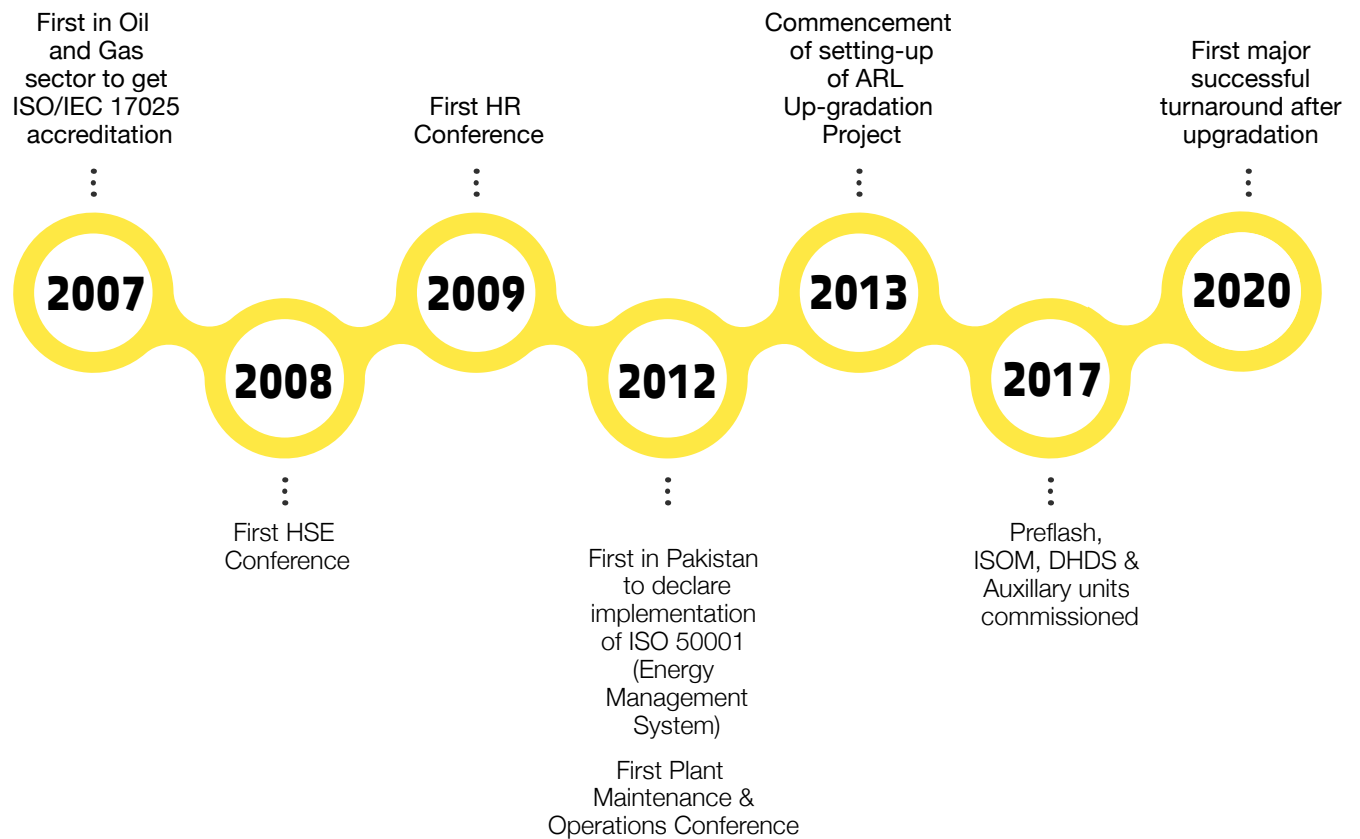 First in Oil
and Gas
sector to get
ISO/IEC 17025
accreditation
2007
2008
First HSE
Conference
First HR
Conference
2009
2012
First in Pakistan
to declare
implementation
of ISO 50001
(Energy
Management
System)
First Plant
Maintenance &
Operations Conference
Commencement
of setting-up
of ARL
Up-gradation
Project
2013
2017
Preflash,
ISOM, DHDS &
Auxillary units
commissioned
First major
successful
turnaround after
upgradation
2020